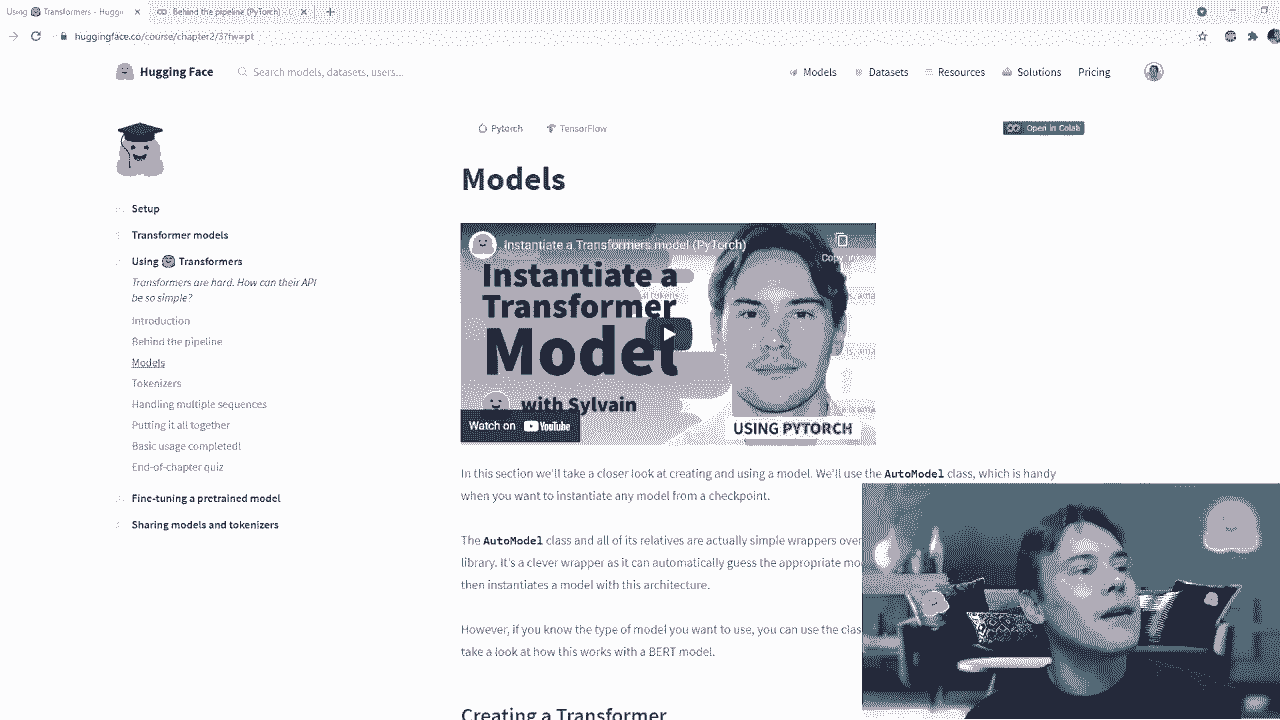 Using 🤗 Transformers - Huggi
Behind the pipeline (PyTorch) - C
huggingface.co/course/chapter2/3?fw=pt
Hugging Face
Search models, datasets, users...
Models
Datasets
Resources
Solutions
Pricing
Pytorch
TensorFlow
Open in Colab
Models
Setup
Transformer models
Using 🤗 Transformers
Transformers are hard. How can their API
be so simple?
Introduction
Behind the pipeline
Models
Tokenizers
Handling multiple sequences
Putting it all together
Basic usage completed!
End-of-chapter quiz
Fine-tuning a pretrained model
Sharing models and tokenizers
Instantiate a Transformers model (PyTorch)
Instantiate a
Transformer
Model
with Sylvain
Watch on YouTube
USING PYTORCH
In this section we'll take a closer look at creating and using a model. We'll use the AutoModel class, which is handy
when you want to instantiate any model from a checkpoint.
The AutoModel class and all of its relatives are actually simple wrappers over
library. It's a clever wrapper as it can automatically guess the appropriate mo
then instantiates a model with this architecture.
However, if you know the type of model you want to use, you can use the clas
take a look at how this works with a BERT model.
Creating a Transformer